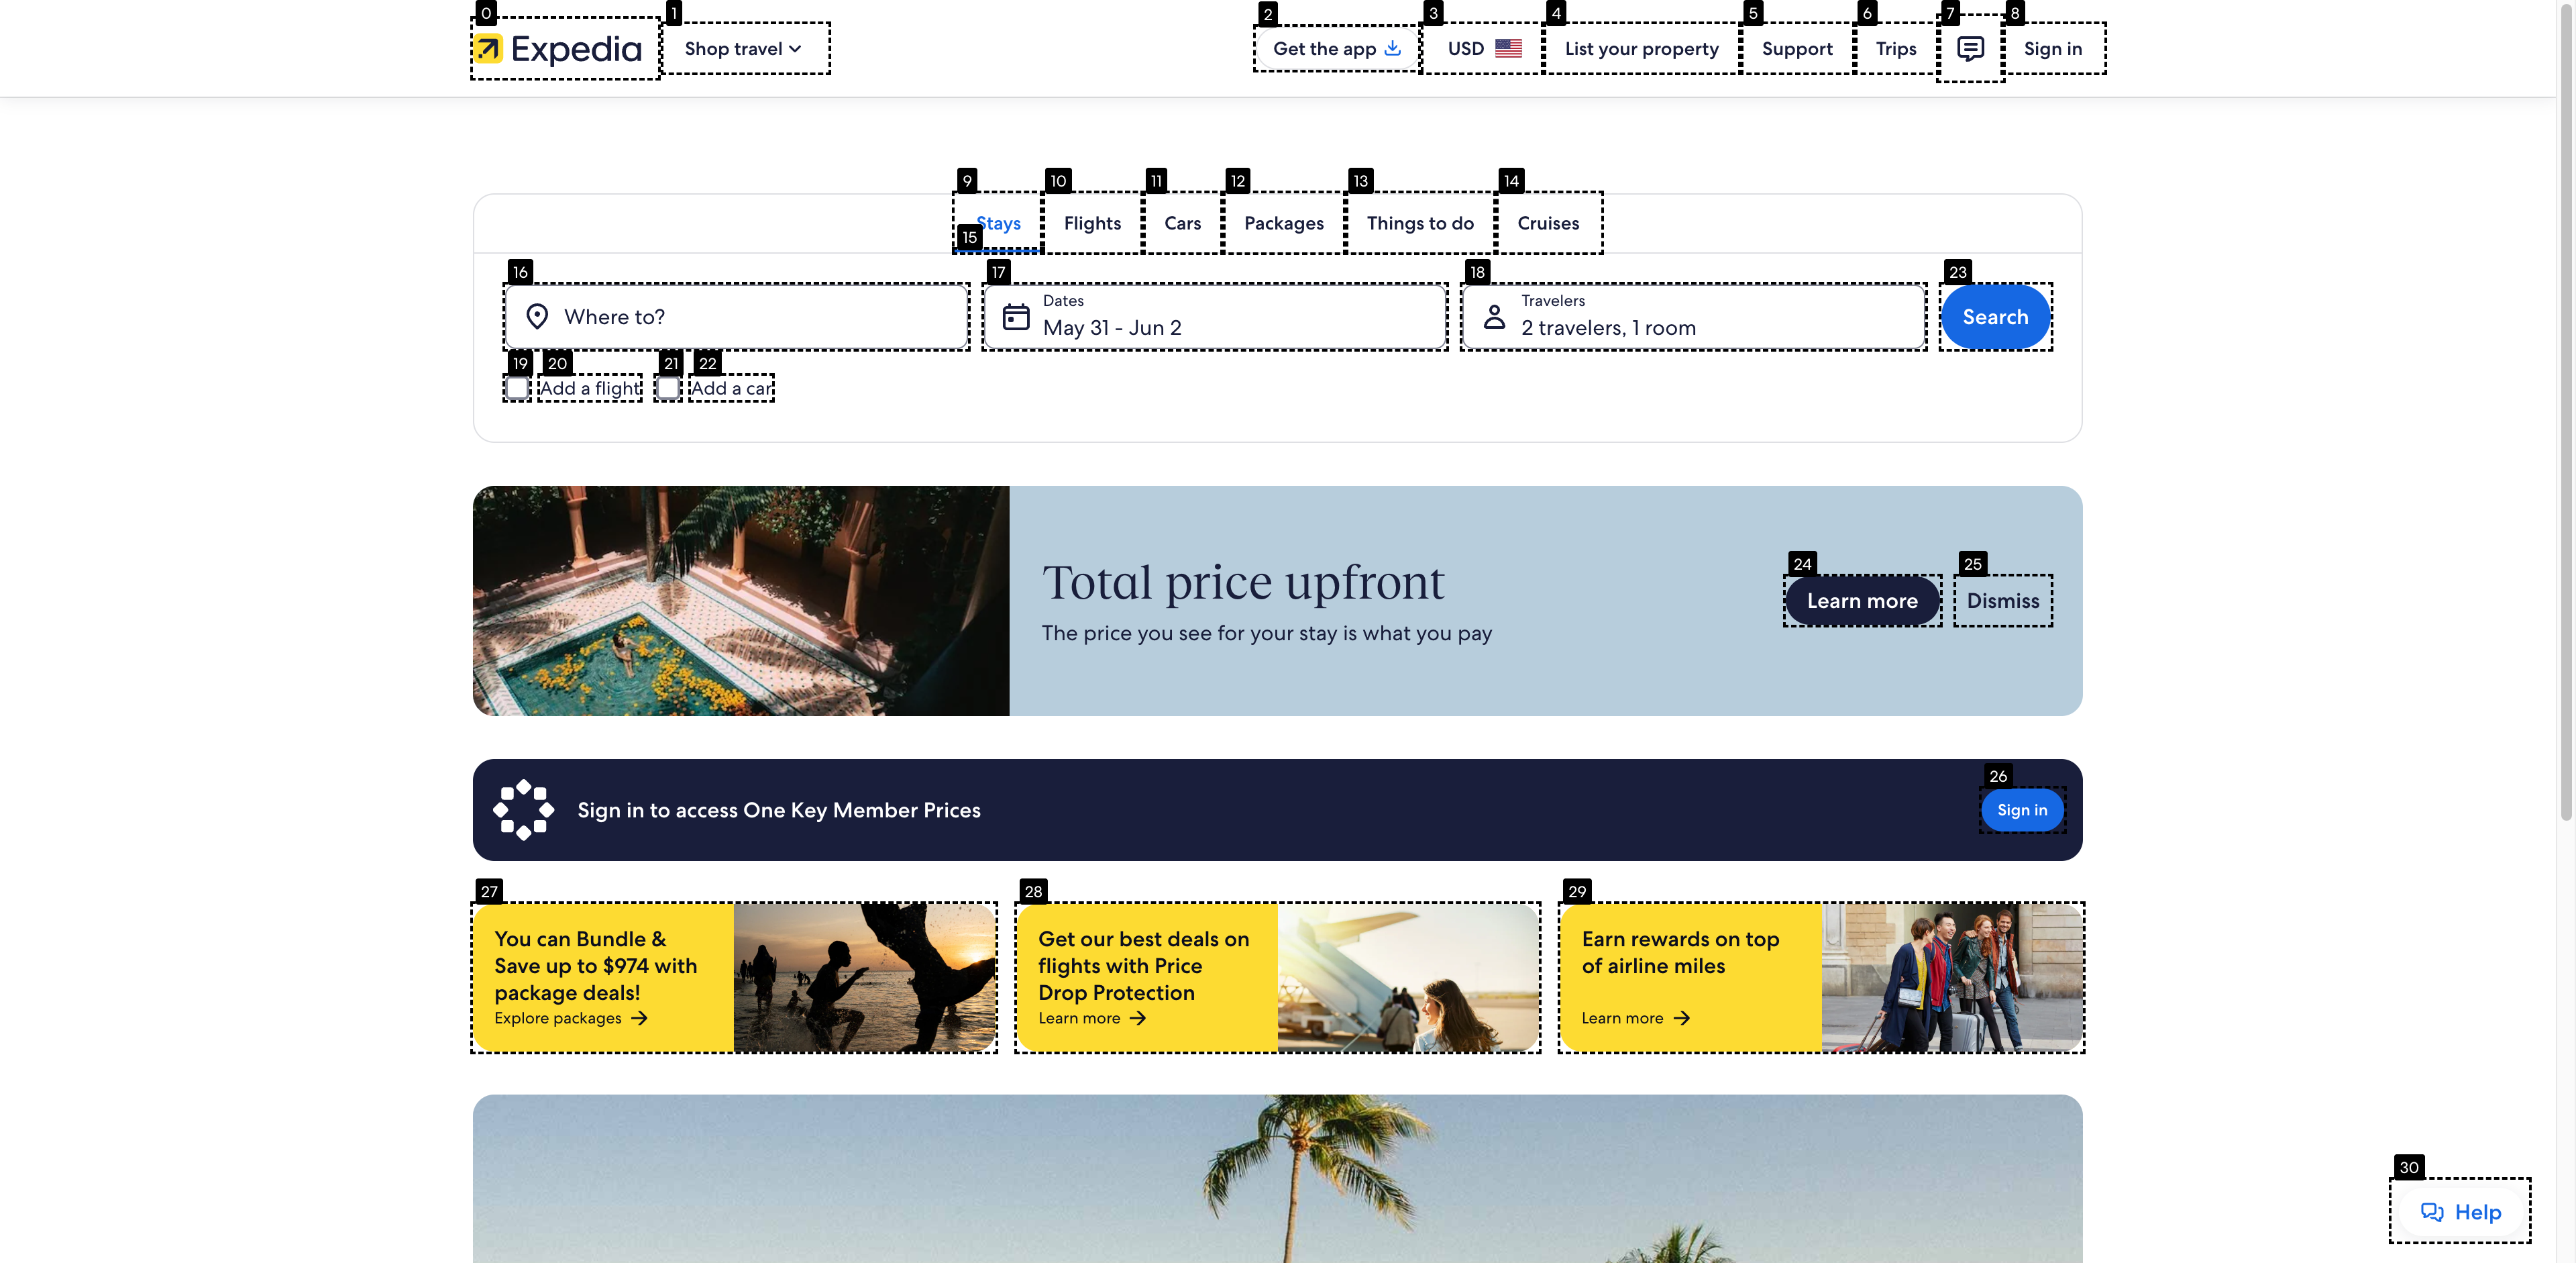 0 1 2 3 4 5 6 7 8
Expedia Shop travel Get the app USD List your property Support Trips Sign in
9 10 11 12 13 14
Stays Flights Cars Packages Things to do Cruises
15
16 17 18 23
Where to? Dates Travelers Search
May 31 - Jun 2 2 travelers, 1 room
19 20 21 22
Add a flight Add a car
Total price upfront
The price you see for your stay is what you pay
24 25
Learn more Dismiss
Sign in to access One Key Member Prices
26
Sign in
27
You can Bundle &
Save up to $974 with
package deals!
Explore packages
28
Get our best deals on
flights with Price
Drop Protection
Learn more
29
Earn rewards on top
of airline miles
Learn more
30
Help